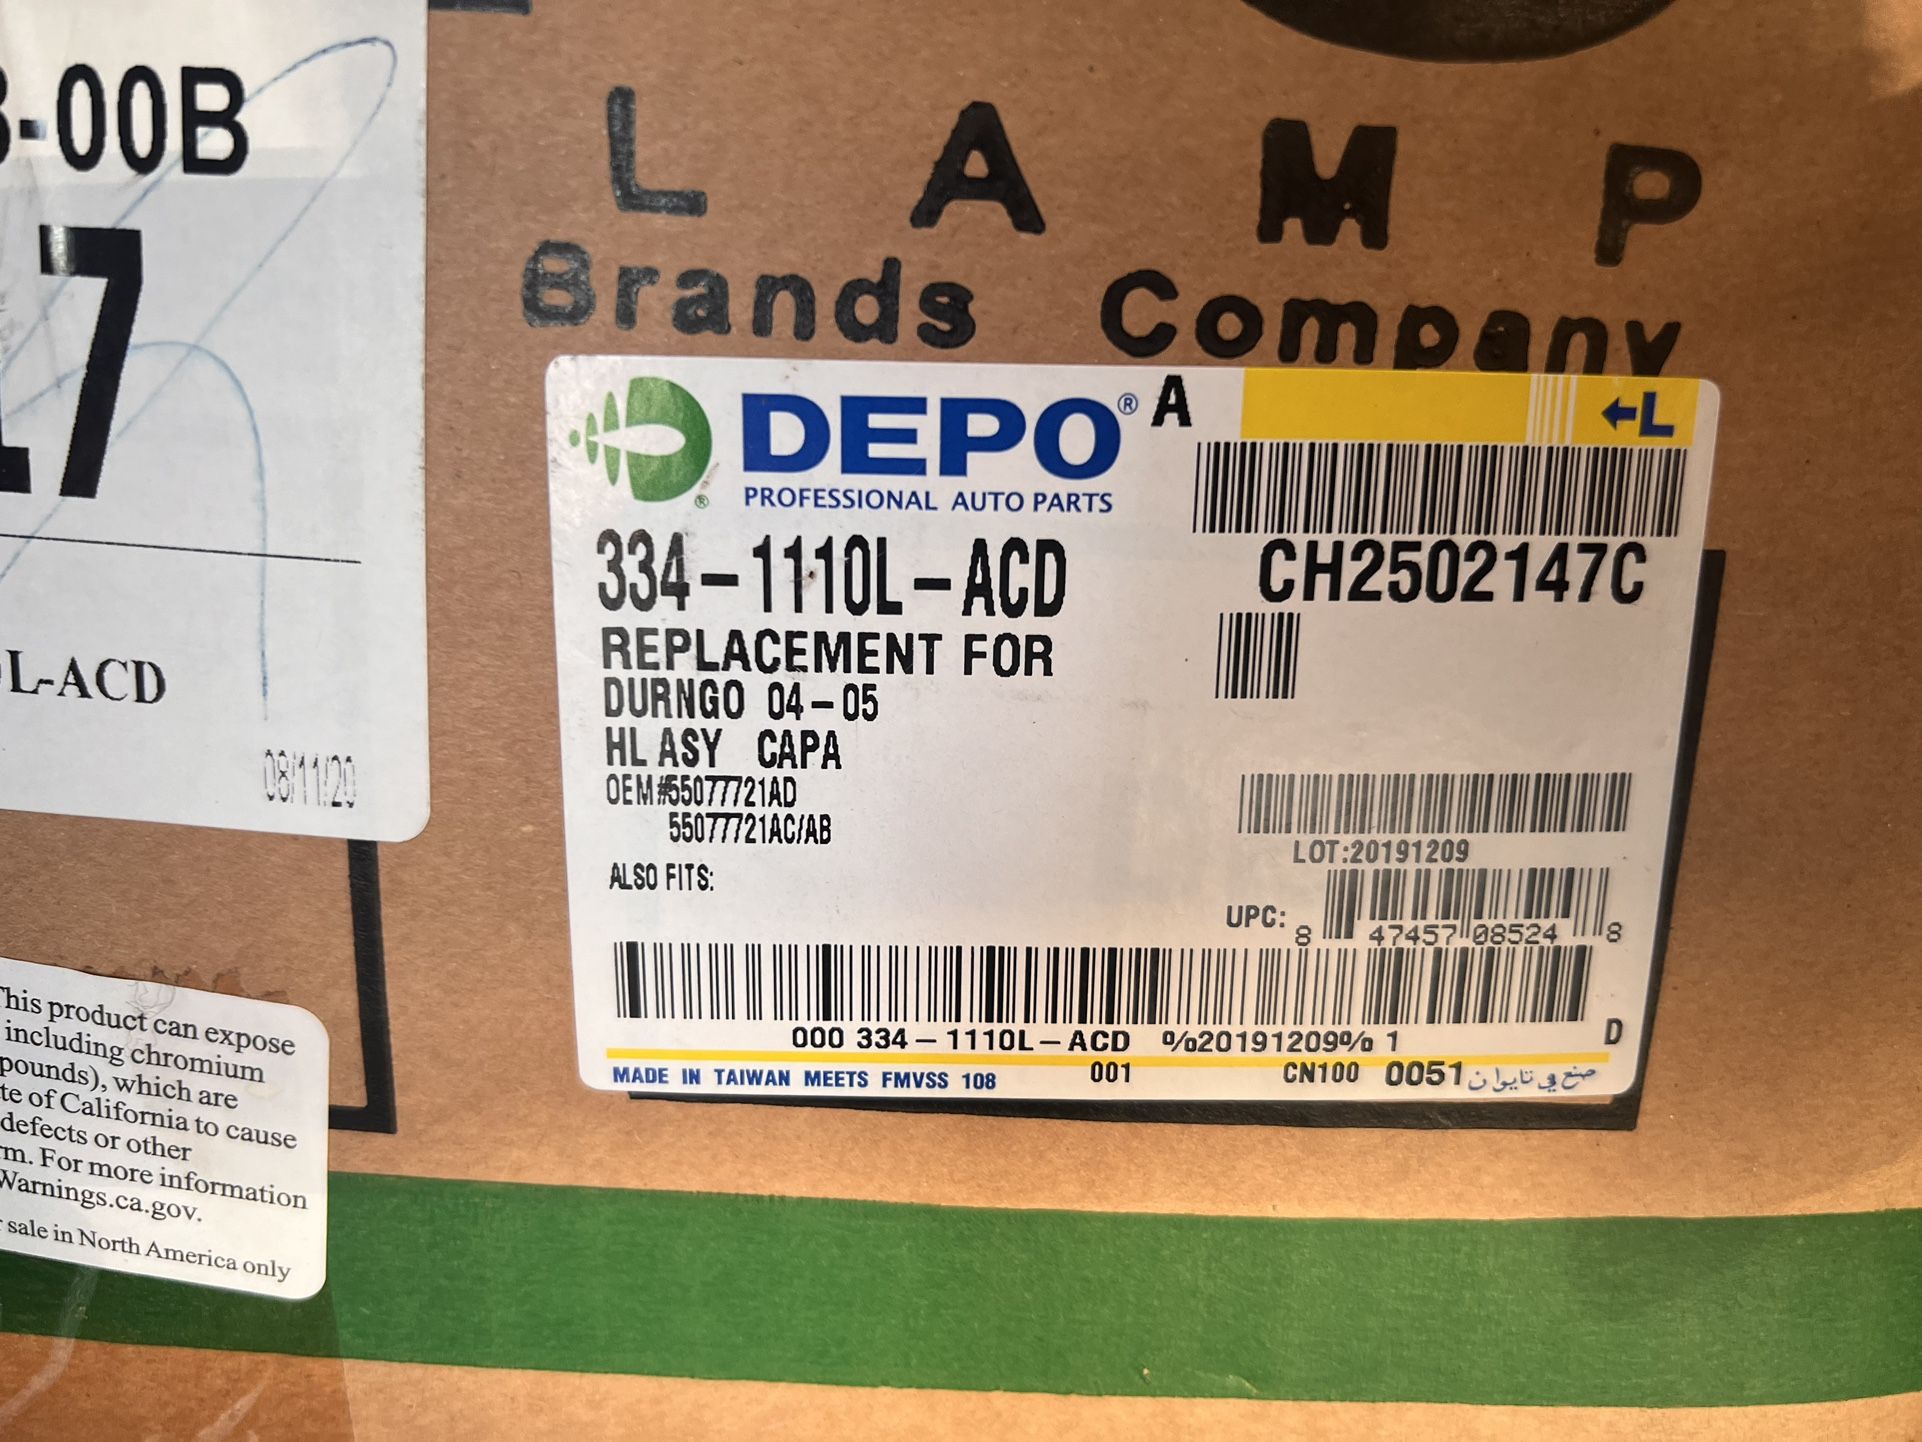 -00B
17
L-ACD
08/11/20
LAMP
Brands Company
DEPO® A
←L
PROFESSIONAL AUTO PARTS
®
334-1110L-ACD
CH2502147C
REPLACEMENT FOR
DURNGO 04-05
HL ASY CAPA
OEM#55077721AD
55077721AC/AB
LOT:20191209
ALSO FITS:
UPC: 8 47457 08524 8
000 334-1110L-ACD %20191209% 1
D
MADE IN TAIWAN MEETS FMVSS 108 001 CN100 0051 صنع في تايوان
This product can expose
including chromium
pounds), which are
te of California to cause
defects or other
m. For more information
Warnings.ca.gov.
sale in North America only